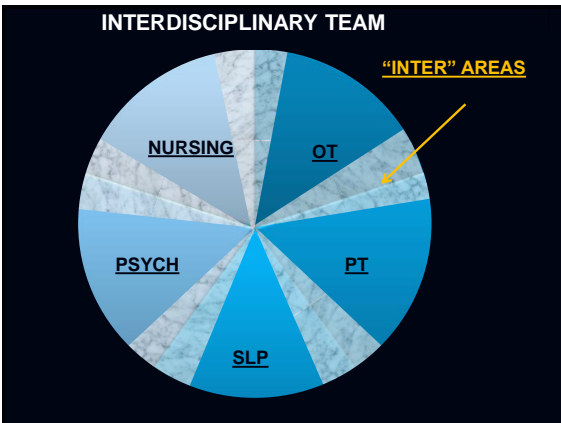 INTERDISCIPLINARY TEAM
“INTER” AREAS
NURSING
OT
PSYCH
PT
SLP